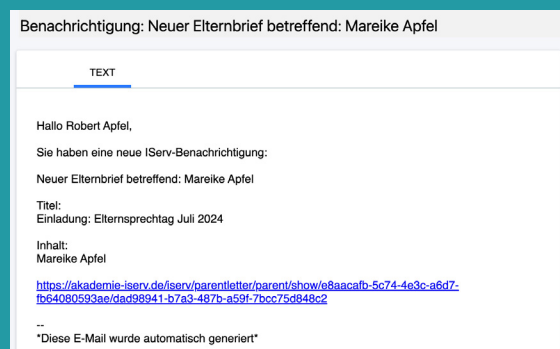 Benachrichtigung: Neuer Elternbrief betreffend: Mareike Apfel
TEXT
Hallo Robert Apfel,
Sie haben eine neue IServ-Benachrichtigung:
Neuer Elternbrief betreffend: Mareike Apfel
Titel:
Einladung: Elternsprechtag Juli 2024
Inhalt:
Mareike Apfel
https://akademie-iserv.de/iserv/parentletter/parent/show/e8aacafb-5c74-4e3c-a6d7-
fb64080593ae/dad98941-b7a3-487b-a59f-7bcc75d848c2
--
*Diese E-Mail wurde automatisch generiert*